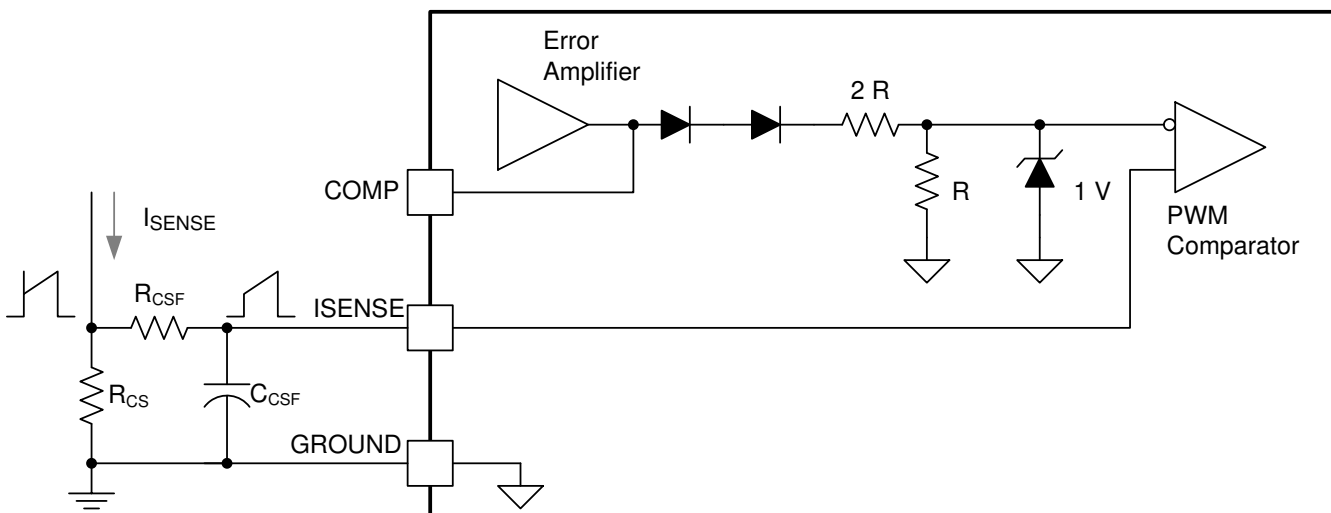 Error
Amplifier
2 R
COMP
R
1 V
PWM
Comparator
ISENSE
RCSF
ISENSE
RCS
CCSF
GROUND